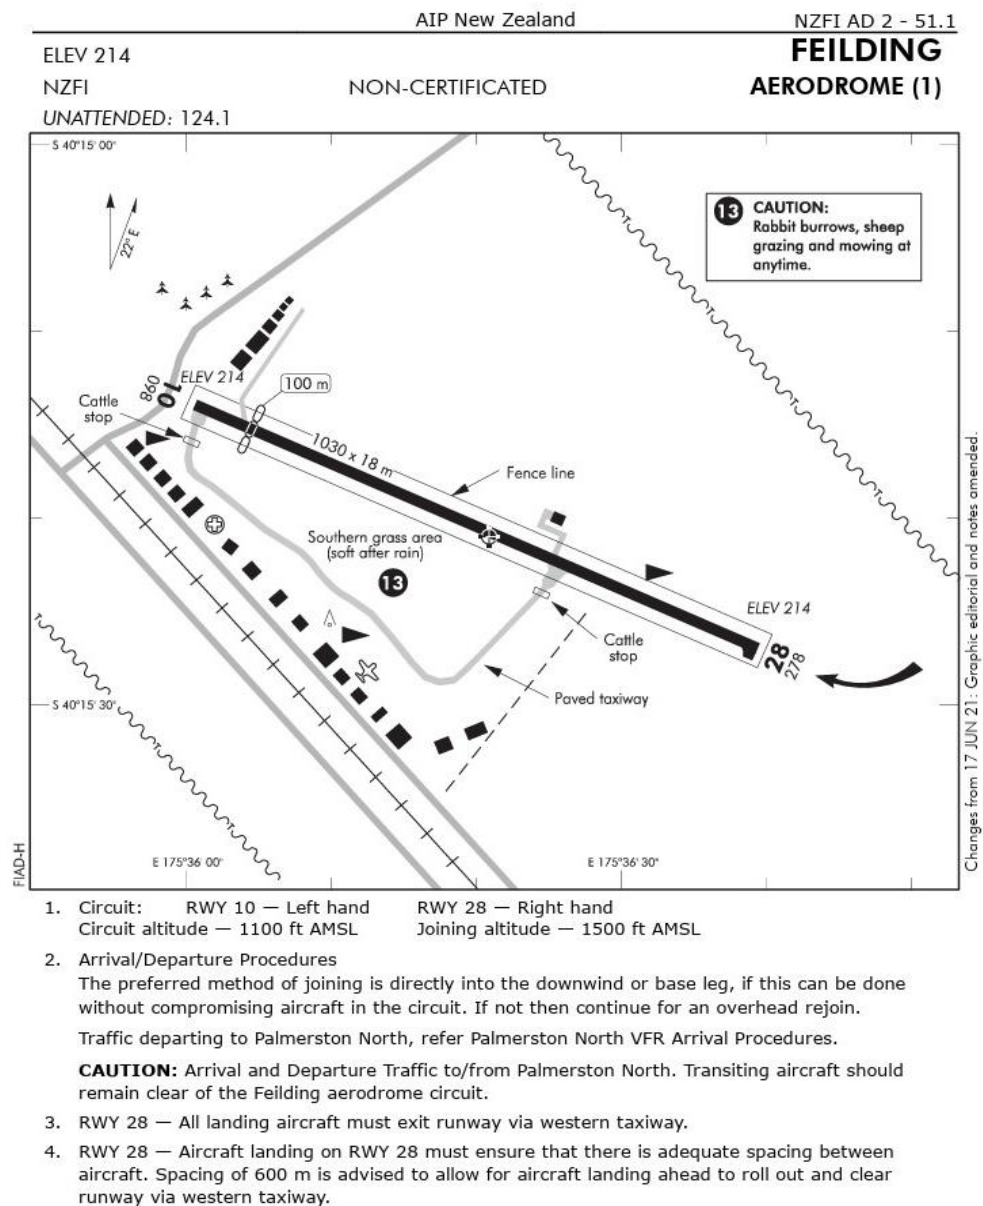 AIP New Zealand
NZFI AD 2 - 51.1
ELEV 214
FEILDING
NZFI
NON-CERTIFICATED
AERODROME (1)
UNATTENDED: 124.1
S 40°15' 00"
13
CAUTION:
Rabbit burrows, sheep
grazing and mowing at
anytime.
22° E
ELEV 214
098
10
100 m
Cattle
stop
1030 x 18 m
Fence line
Southern grass area
(soft after rain)
13
ELEV 214
28
278
Cattle
stop
Paved taxiway
S 40°15' 30"
T
T
T
T
T
T
T
T
E 175°36' 00"
E 175°36' 30"
FIAD-H
Changes from 17 JUN 21: Graphic editorial and notes amended.
1. Circuit: RWY 10 — Left hand RWY 28 — Right hand
Circuit altitude — 1100 ft AMSL Joining altitude — 1500 ft AMSL
2. Arrival/Departure Procedures
The preferred method of joining is directly into the downwind or base leg, if this can be done
without compromising aircraft in the circuit. If not then continue for an overhead rejoin.
Traffic departing to Palmerston North, refer Palmerston North VFR Arrival Procedures.
CAUTION: Arrival and Departure Traffic to/from Palmerston North. Transiting aircraft should
remain clear of the Feilding aerodrome circuit.
3. RWY 28 — All landing aircraft must exit runway via western taxiway.
4. RWY 28 — Aircraft landing on RWY 28 must ensure that there is adequate spacing between
aircraft. Spacing of 600 m is advised to allow for aircraft landing ahead to roll out and clear
runway via western taxiway.